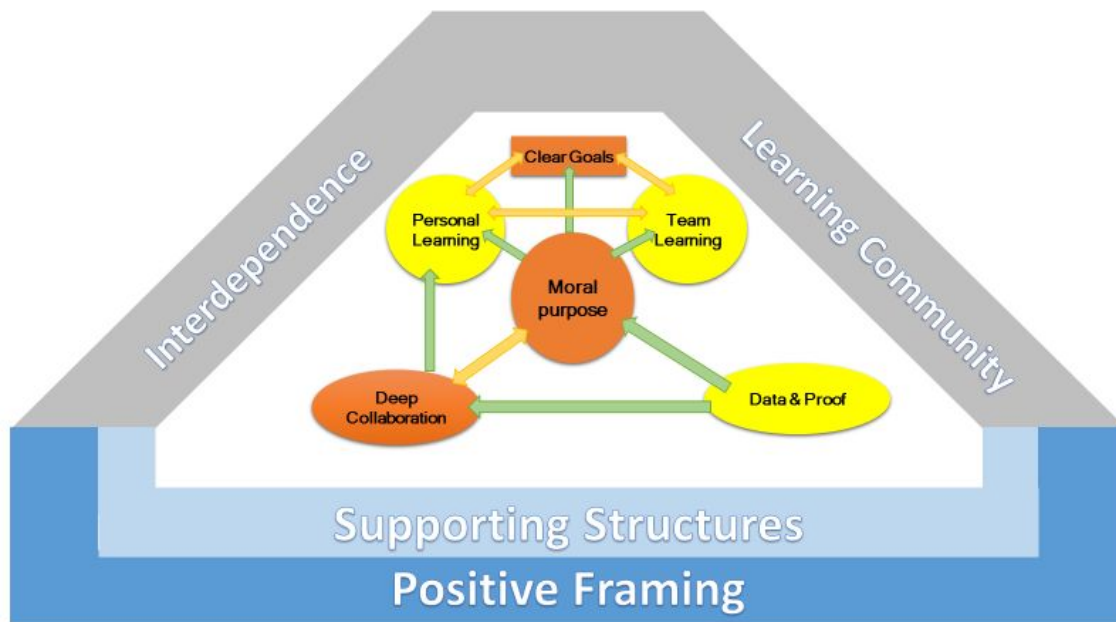 Interdependence
Learning Community
Clear Goals
Personal
Learning
Team
Learning
Moral
purpose
Deep
Collaboration
Data & Proof
Supporting Structures
Positive Framing